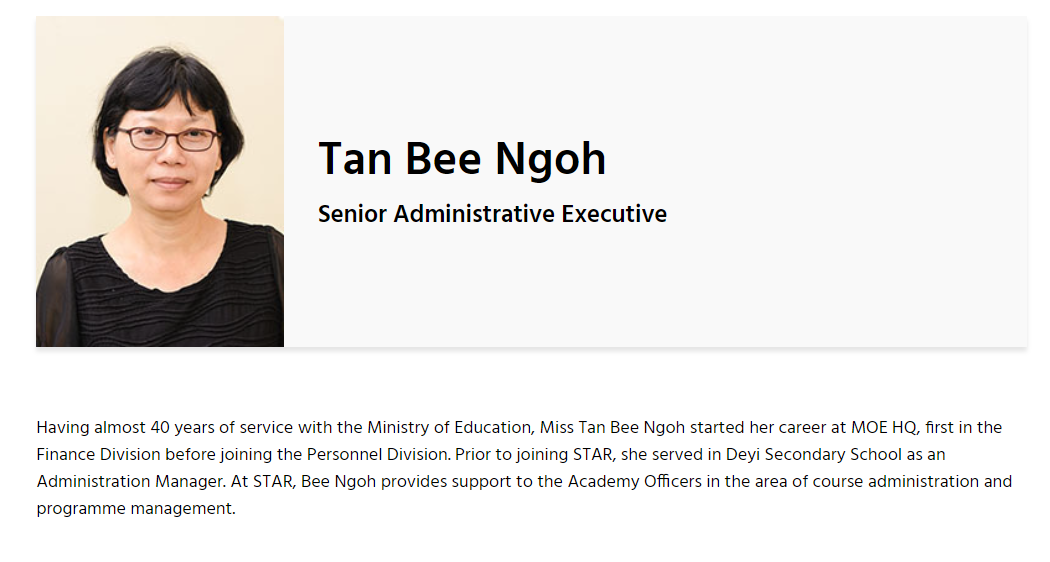 Tan Bee Ngoh
Senior Administrative Executive
Having almost 40 years of service with the Ministry of Education, Miss Tan Bee Ngoh started her career at MOE HQ, first in the
Finance Division before joining the Personnel Division. Prior to joining STAR, she served in Deyi Secondary School as an
Administration Manager. At STAR, Bee Ngoh provides support to the Academy Officers in the area of course administration and
programme management.